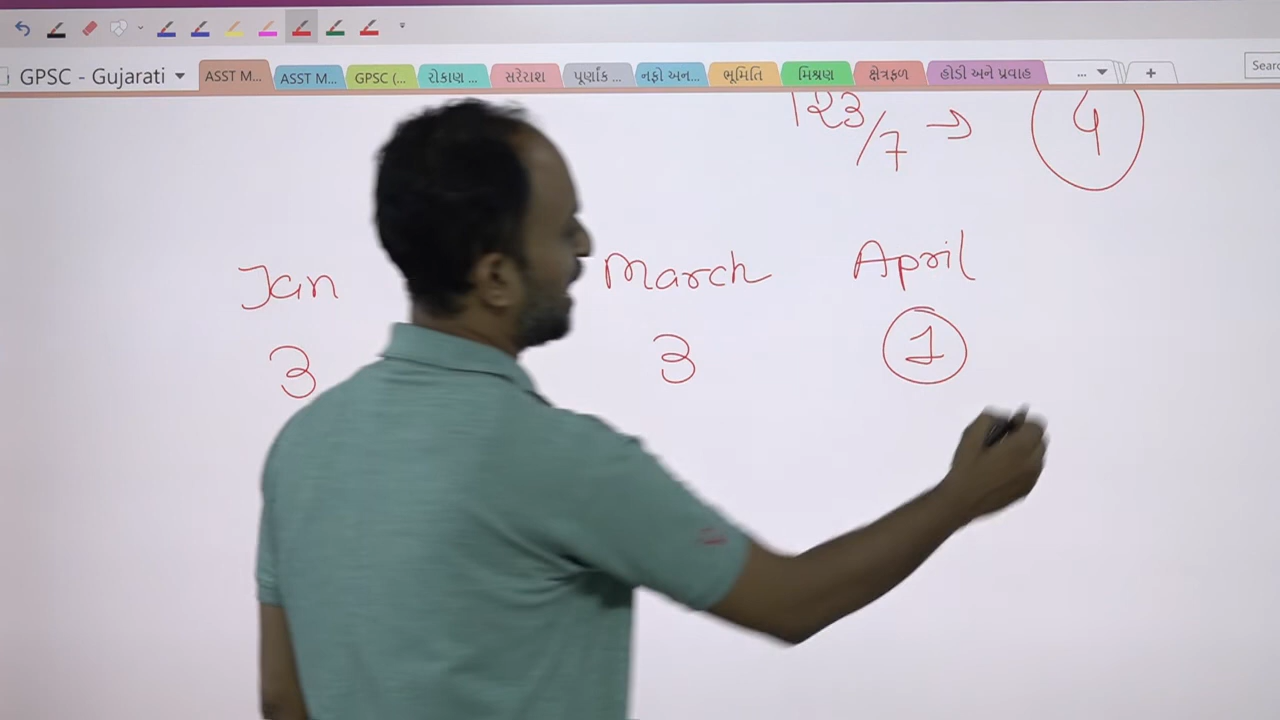 GPSC - Gujarati ASST M... ASST M... GPSC (... રોકાણ ... સરેરાશ પૂર્ણાંક ... નફો અન... ભૂમિતિ મિશ્રણ ક્ષેત્રફળ હોડી અને પ્રવાહ ... + Searc
123/7 → 4
Jan March April
3 3 1